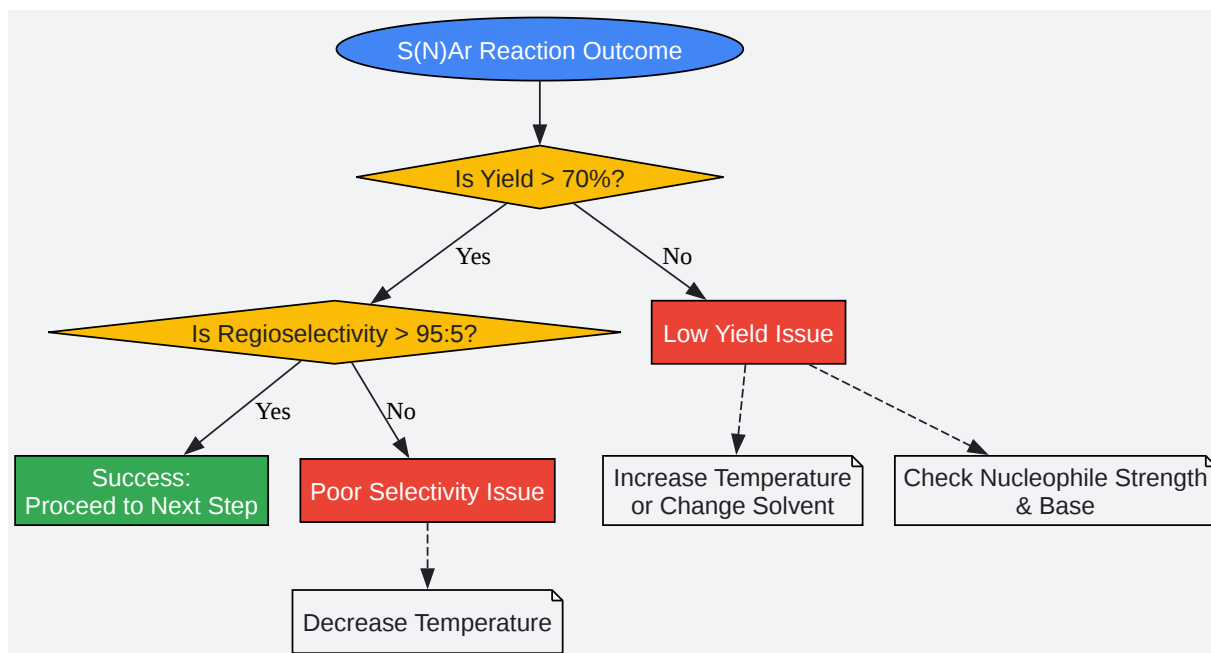 S(N)Ar Reaction Outcome
Is Yield > 70%?
Yes
No
Is Regioselectivity > 95:5?
Low Yield Issue
Yes
No
Success:
Proceed to Next Step
Poor Selectivity Issue
Increase Temperature
or Change Solvent
Check Nucleophile Strength
& Base
Decrease Temperature